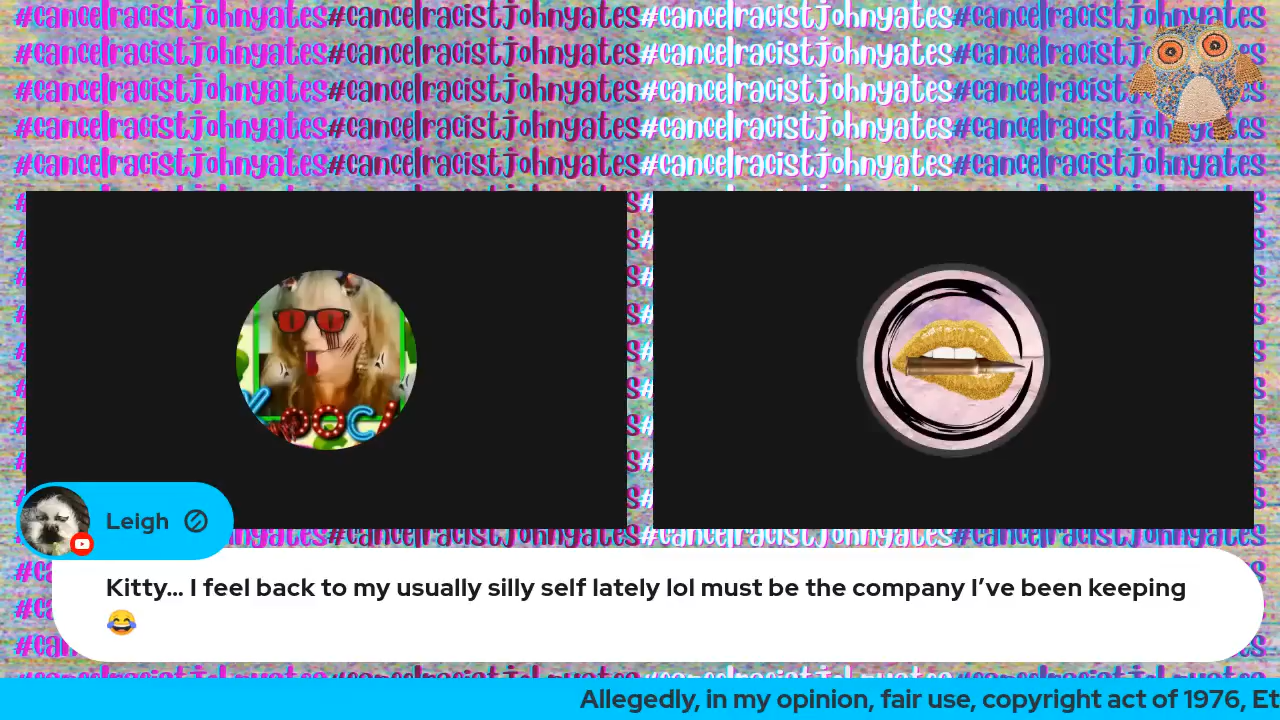 #cancelracistjohnyates#cancelracistjohnyates#cancelracistjohnyates#cancelracistjohnyates
#cancelracistjohnyates#cancelracistjohnyates#cancelracistjohnyates#cancelracistjohnyates
#cancelracistjohnyates#cancelracistjohnyates#cancelracistjohnyates#cancelracistjohnyates
#cancelracistjohnyates#cancelracistjohnyates#cancelracistjohnyates#cancelracistjohnyates
#cancelracistjohnyates#cancelracistjohnyates#cancelracistjohnyates#cancelracistjohnyates
Leigh
Kitty... I feel back to my usually silly self lately lol must be the company I’ve been keeping
😂
Allegedly, in my opinion, fair use, copyright act of 1976, Et